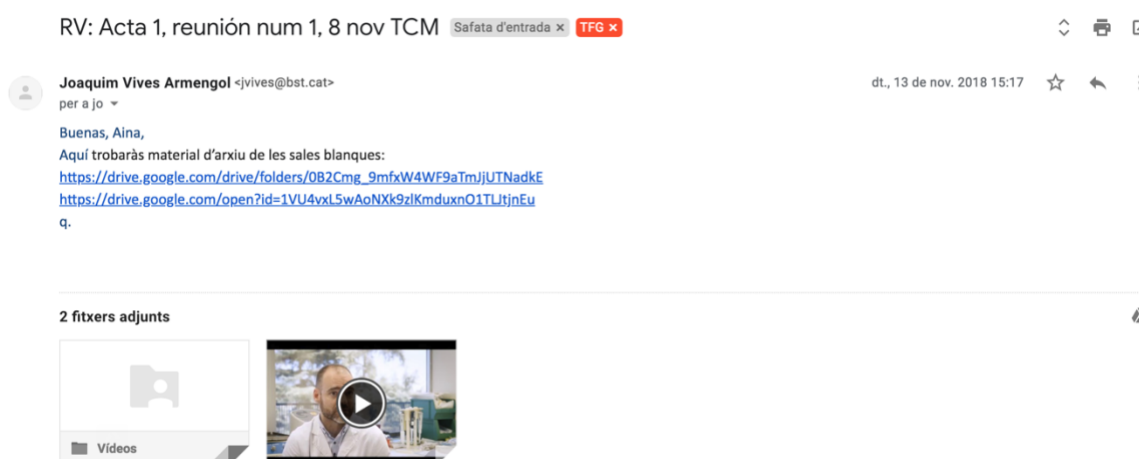 RV: Acta 1, reunión num 1, 8 nov TCM Safata d'entrada × TFG ×
Joaquim Vives Armengol <jvives@bst.cat> dt., 13 de nov. 2018 15:17
per a jo
Buenas, Aina,
Aquí trobaràs material d'arxiu de les sales blanques:
https://drive.google.com/drive/folders/0B2Cmg_9mfxW4WF9aTmJjUTNadkE
https://drive.google.com/open?id=1VU4vxL5wAoNXk9zlKmduxnO1TLJtjnEu
q.
2 fitxers adjunts
Vídeos